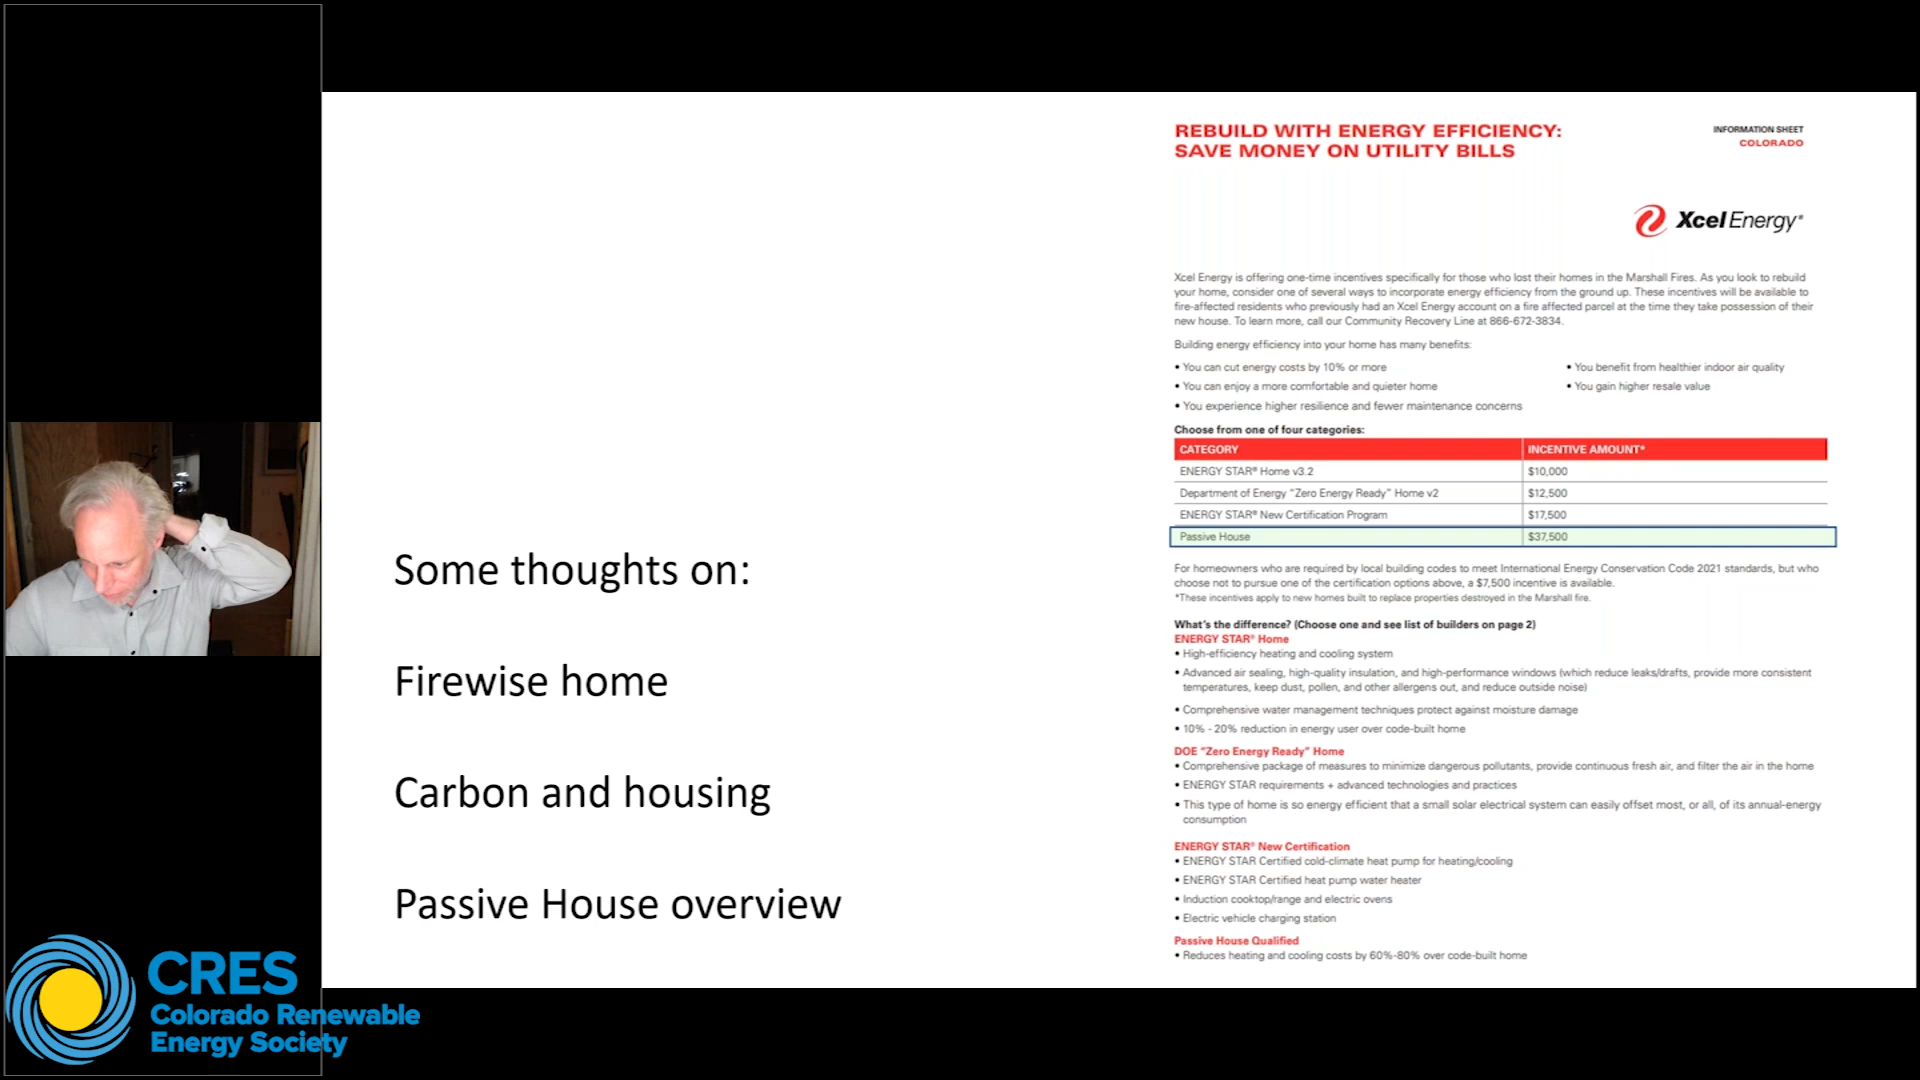 Some thoughts on:
Firewise home
Carbon and housing
Passive House overview
REBUILD WITH ENERGY EFFICIENCY:
SAVE MONEY ON UTILITY BILLS
INFORMATION SHEET
COLORADO
Xcel Energy®
Xcel Energy is offering one-time incentives specifically for those who lost their homes in the Marshall Fires. As you look to rebuild
your home, consider one of several ways to incorporate energy efficiency from the ground up. These incentives will be available to
fire-affected residents who previously had an Xcel Energy account on a fire affected parcel at the time they take possession of their
new house. To learn more, call our Community Recovery Line at 866-672-3834.
Building energy efficiency into your home has many benefits:
• You can cut energy costs by 10% or more
• You can enjoy a more comfortable and quieter home
• You experience higher resilience and fewer maintenance concerns
• You benefit from healthier indoor air quality
• You gain higher resale value
Choose from one of four categories:
CATEGORY INCENTIVE AMOUNT*
ENERGY STAR® Home v3.2 $10,000
Department of Energy "Zero Energy Ready" Home v2 $12,500
ENERGY STAR® New Certification Program $17,500
Passive House $37,500
For homeowners who are required by local building codes to meet International Energy Conservation Code 2021 standards, but who
choose not to pursue one of the certification options above, a $7,500 incentive is available.
*These incentives apply to new homes built to replace properties destroyed in the Marshall fire.
What's the difference? (Choose one and see list of builders on page 2)
ENERGY STAR® Home
• High-efficiency heating and cooling system
• Advanced air sealing, high-quality insulation, and high-performance windows (which reduce leaks/drafts, provide more consistent
temperatures, keep dust, pollen, and other allergens out, and reduce outside noise)
• Comprehensive water management techniques protect against moisture damage
• 10% - 20% reduction in energy user over code-built home
DOE "Zero Energy Ready" Home
• Comprehensive package of measures to minimize dangerous pollutants, provide continuous fresh air, and filter the air in the home
• ENERGY STAR requirements + advanced technologies and practices
• This type of home is so energy efficient that a small solar electrical system can easily offset most, or all, of its annual-energy
consumption
ENERGY STAR® New Certification
• ENERGY STAR Certified cold-climate heat pump for heating/cooling
• ENERGY STAR Certified heat pump water heater
• Induction cooktop/range and electric ovens
• Electric vehicle charging station
Passive House Qualified
• Reduces heating and cooling costs by 60%-80% over code-built home
CRES
Colorado Renewable
Energy Society